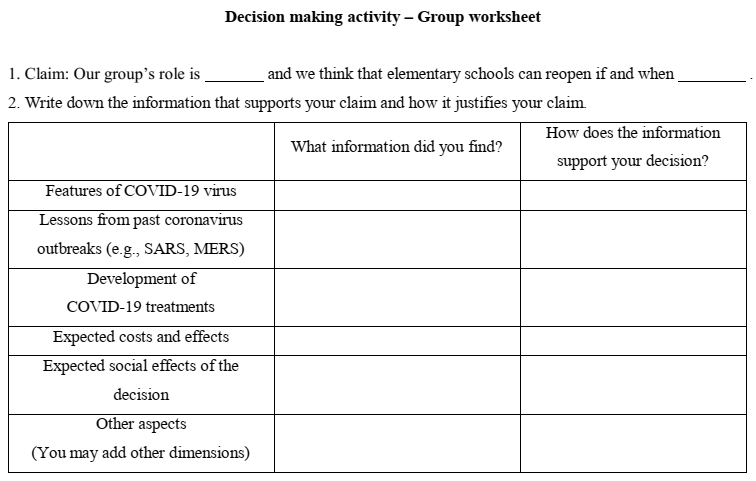 Decision making activity – Group worksheet
1. Claim: Our group’s role is _______ and we think that elementary schools can reopen if and when ________ .
2. Write down the information that supports your claim and how it justifies your claim.
What information did you find?
How does the information
support your decision?
Features of COVID-19 virus
Lessons from past coronavirus
outbreaks (e.g., SARS, MERS)
Development of
COVID-19 treatments
Expected costs and effects
Expected social effects of the
decision
Other aspects
(You may add other dimensions)